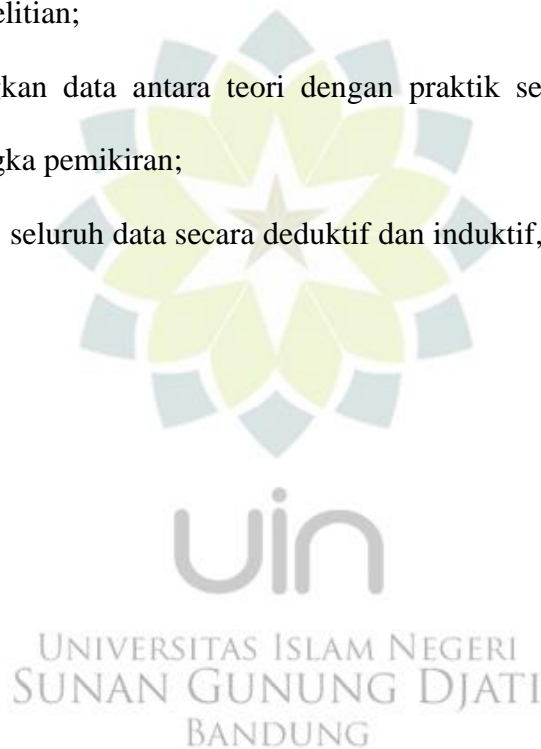 elitian;
gkan data antara teori dengan praktik se
gka pemikiran;
seluruh data secara deduktif dan induktif,
uin
UNIVERSITAS ISLAM NEGERI
SUNAN GUNUNG DJATI
BANDUNG